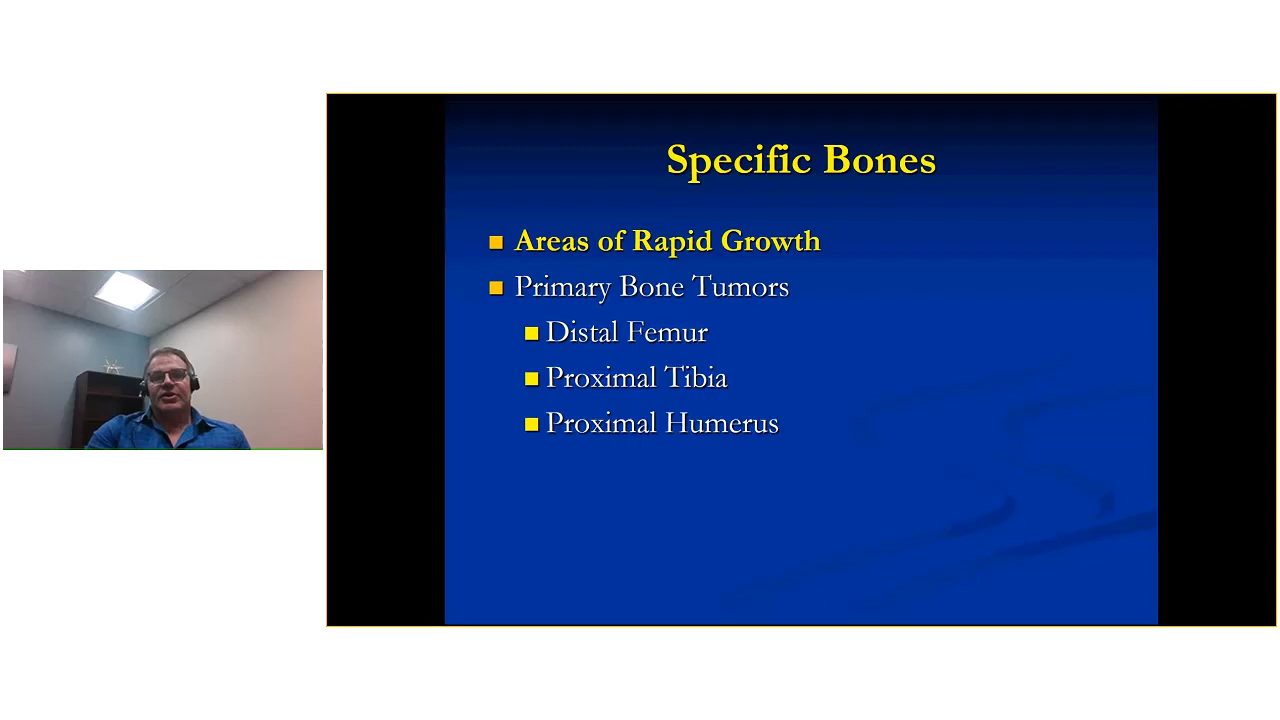 Specific Bones
Areas of Rapid Growth
Primary Bone Tumors
Distal Femur
Proximal Tibia
Proximal Humerus